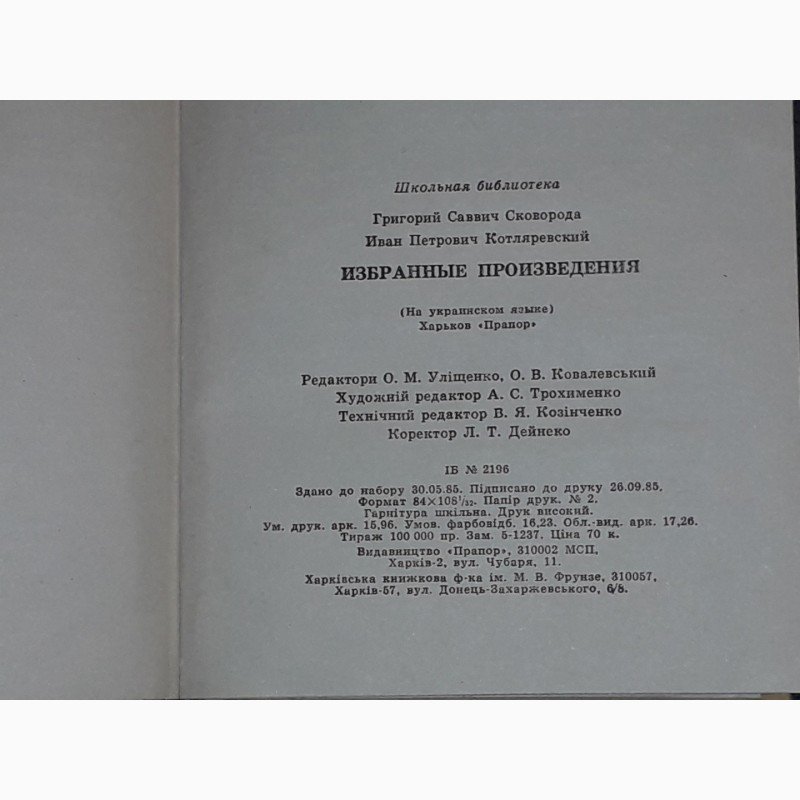 Школьная библиотека
Григорий Саввич Сковорода
Иван Петрович Котляревский
ИЗБРАННЫЕ ПРОИЗВЕДЕНИЯ
(На украинском языке)
Харьков «Прапор»
Редактори О. М. Уліщенко, О. В. Ковалевський
Художній редактор А. С. Трохименко
Технічний редактор В. Я. Козінченко
Коректор Л. Т. Дейнеко
ІБ № 2196
Здано до набору 30.05.85. Підписано до друку 26.09.85.
Формат 84×108¹/₃₂. Папір друк. № 2.
Гарнітура шкільна. Друк високий.
Ум. друк. арк. 15,96. Умов. фарбовідб. 16,23. Обл.-вид. арк. 17,26.
Тираж 100 000 пр. Зам. 5-1237. Ціна 70 к.
Видавництво «Прапор», 310002 МСП,
Харків-2, вул. Чубаря, 11.
Харківська книжкова ф-ка ім. М. В. Фрунзе, 310057,
Харків-57, вул. Донець-Захаржевського, 6/8.